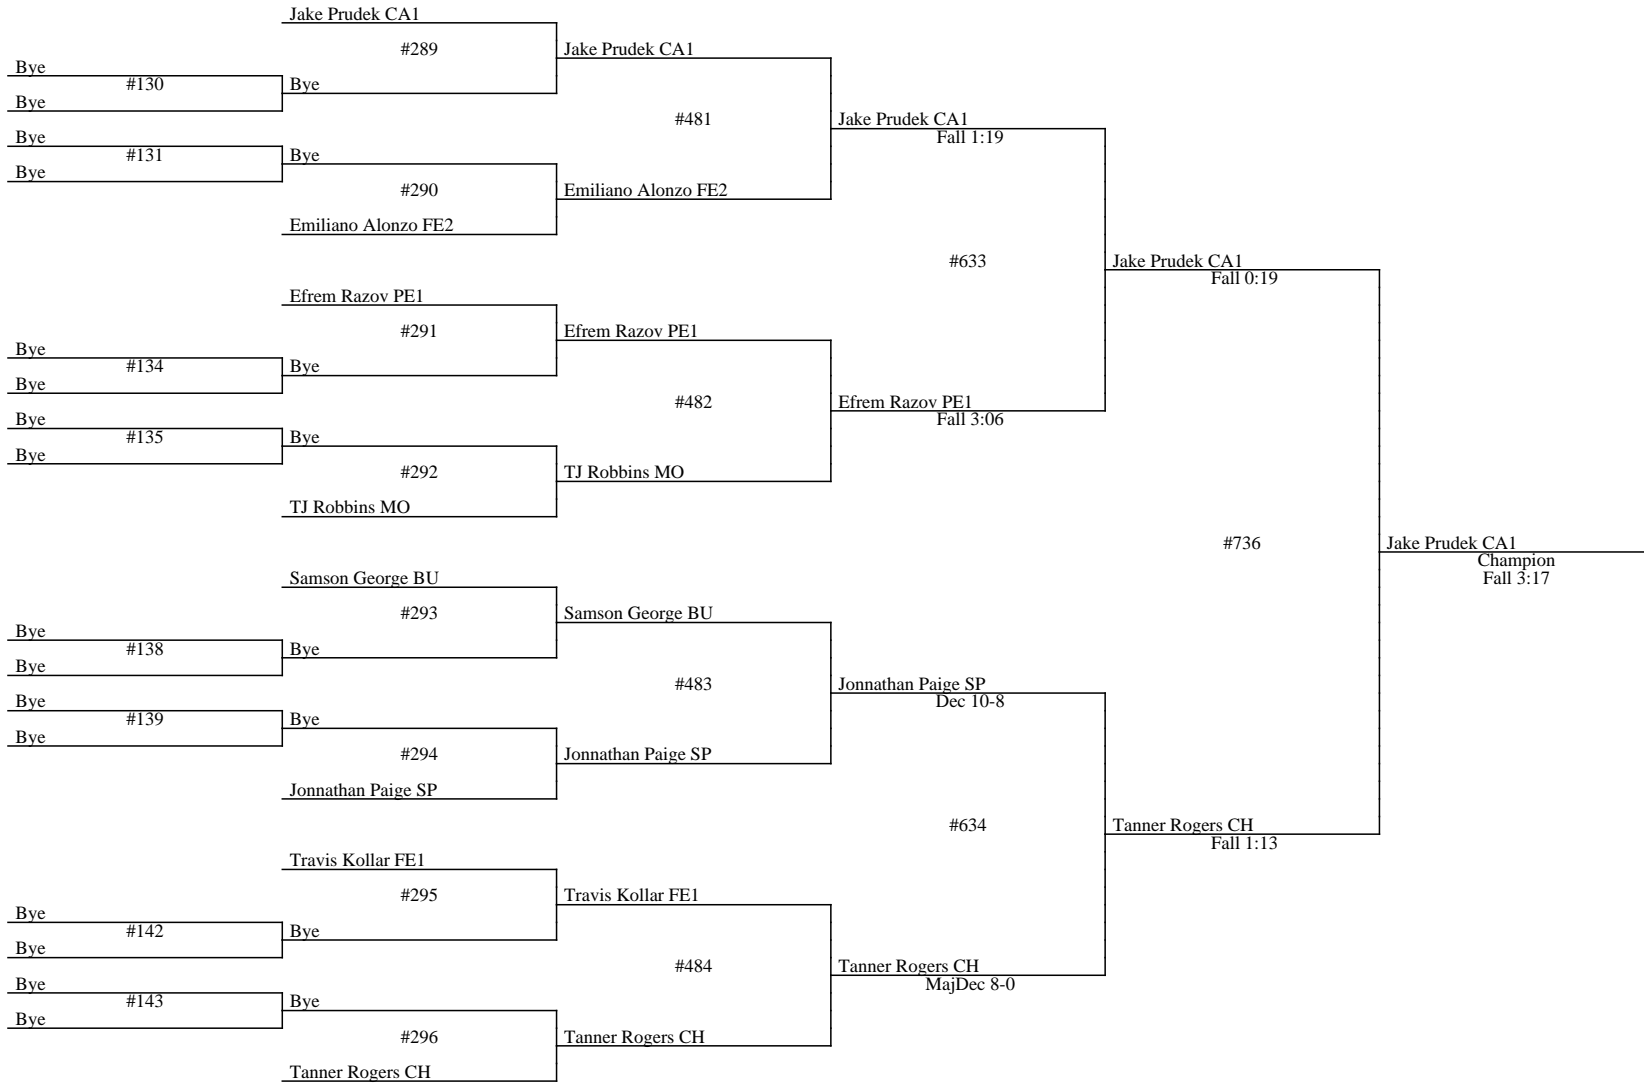 Jake Prudek CA1
#289
Jake Prudek CA1
Bye
#130
Bye
Bye
#481
Jake Prudek CA1
Fall 1:19
Bye
#131
Bye
Bye
#290
Emiliano Alonzo FE2
Emiliano Alonzo FE2
#633
Jake Prudek CA1
Fall 0:19
Efrem Razov PE1
#291
Efrem Razov PE1
Bye
#134
Bye
Bye
#482
Efrem Razov PE1
Fall 3:06
Bye
#135
Bye
Bye
#292
TJ Robbins MO
TJ Robbins MO
#736
Jake Prudek CA1
Champion
Fall 3:17
Samson George BU
#293
Samson George BU
Bye
#138
Bye
Bye
#483
Jonnathan Paige SP
Dec 10-8
Bye
#139
Bye
Bye
#294
Jonnathan Paige SP
Jonnathan Paige SP
#634
Tanner Rogers CH
Fall 1:13
Travis Kollar FE1
#295
Travis Kollar FE1
Bye
#142
Bye
Bye
#484
Tanner Rogers CH
MajDec 8-0
Bye
#143
Bye
Bye
#296
Tanner Rogers CH
Tanner Rogers CH